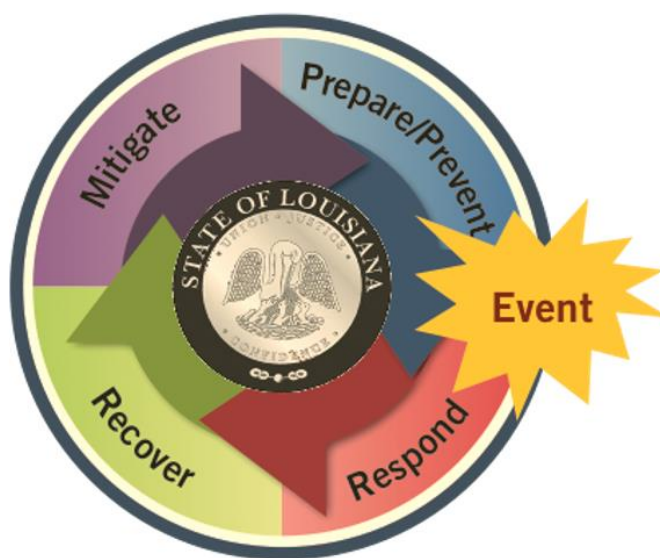 Mitigate
Prepare/Prevent
Event
Respond
Recover
STATE OF LOUISIANA
UNION · JUSTICE
CONFIDENCE